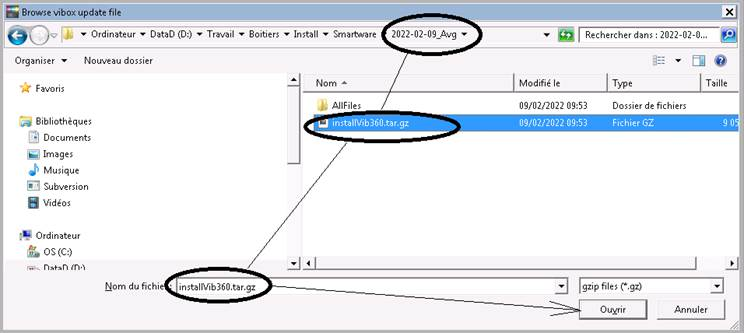 Browse vibox update file
Ordinateur DataD (D:) Travail Boitiers Install Smartware 2022-02-09_Avg Rechercher dans : 2022-02-0...
Organiser Nouveau dossier
Favoris
Bibliothèques
Documents
Images
Musique
Subversion
Vidéos
Ordinateur
OS (C:)
DataD (D:)
Nom Modifié le Type Taille
AllFiles 09/02/2022 09:53 Dossier de fichiers
installVib360.tar.gz 09/02/2022 09:53 Fichier GZ 9 05
Nom du fichier : installVib360.tar.gz gzip files (*.gz)
Ouvrir Annuler